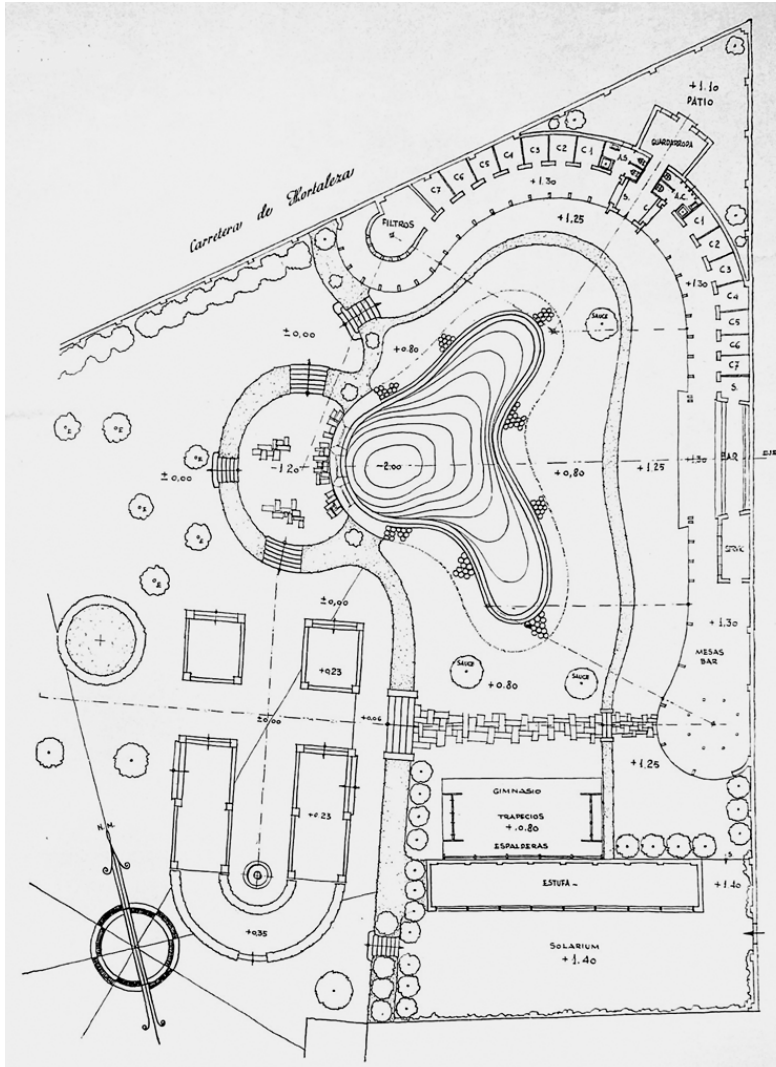 +1.10
PATIO
GUARDARROPA
Carretera de Hortaleza
C7
C6
C5
C4
C3
C2
C1
A.S.
+1.30
S.
C.
A.C.
C1
C2
C3
C4
C5
C6
C7
S.
+1.30
FILTROS
+1.25
SAUCE
±0,00
+0.80
-1.20
-2.00
+0,80
+1.25
+1.30
BAR
EJE
±0,00
±0,00
+1.30
MESAS
BAR
+0.23
SAUCE
SAUCE
+0.80
±0.00
+0.06
+1.25
GIMNASIO
TRAPECIOS
+0.80
ESPALDERAS
+0.23
N.M.
ESTUFA
+1.40
+0.35
SOLARIUM
+1.40